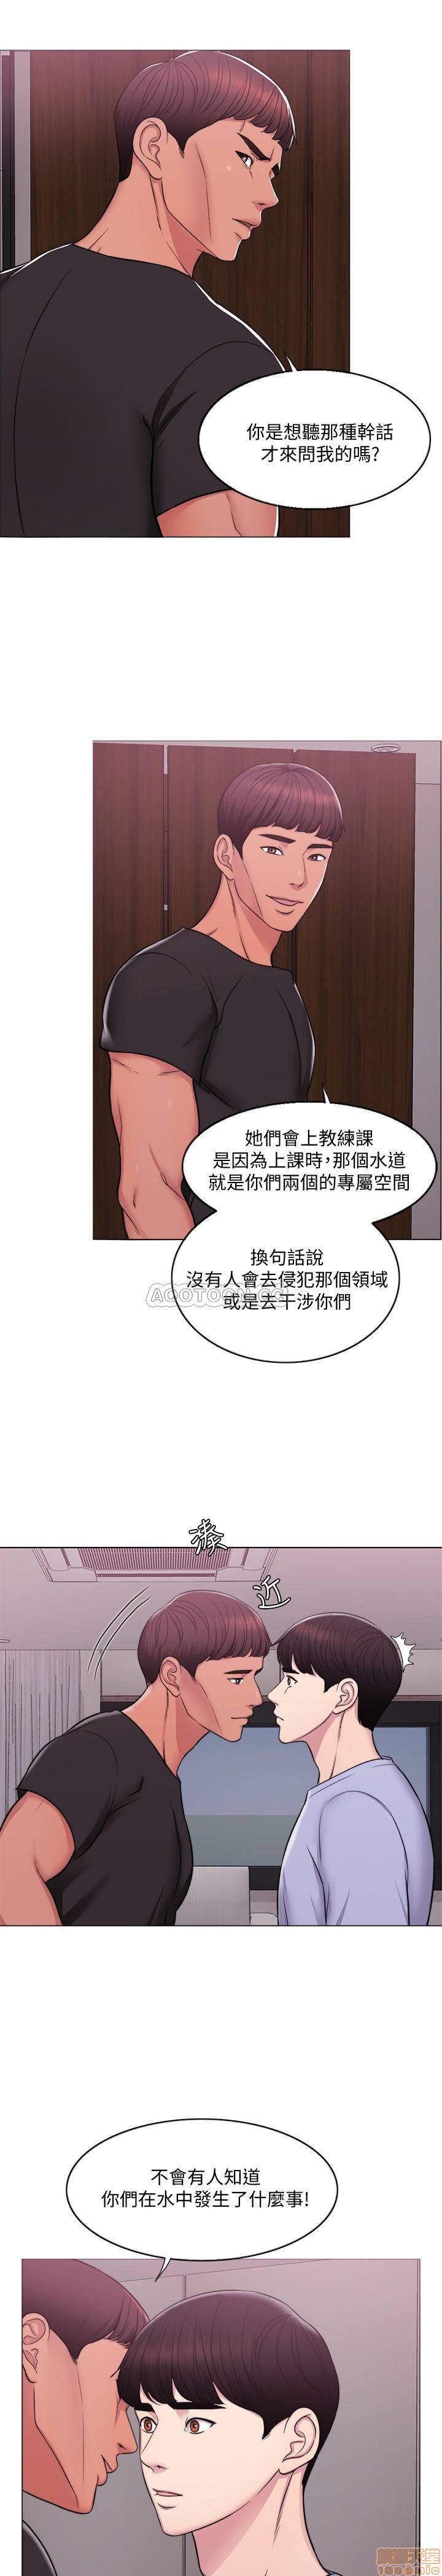 你是想聽那種幹話
才來問我的嗎?
她們會上教練課
是因為上課時,那個水道
就是你們兩個的專屬空間
換句話說
沒有人會去侵犯那個領域
或是去干涉你們
湊
近
不會有人知道
你們在水中發生了什麼事!